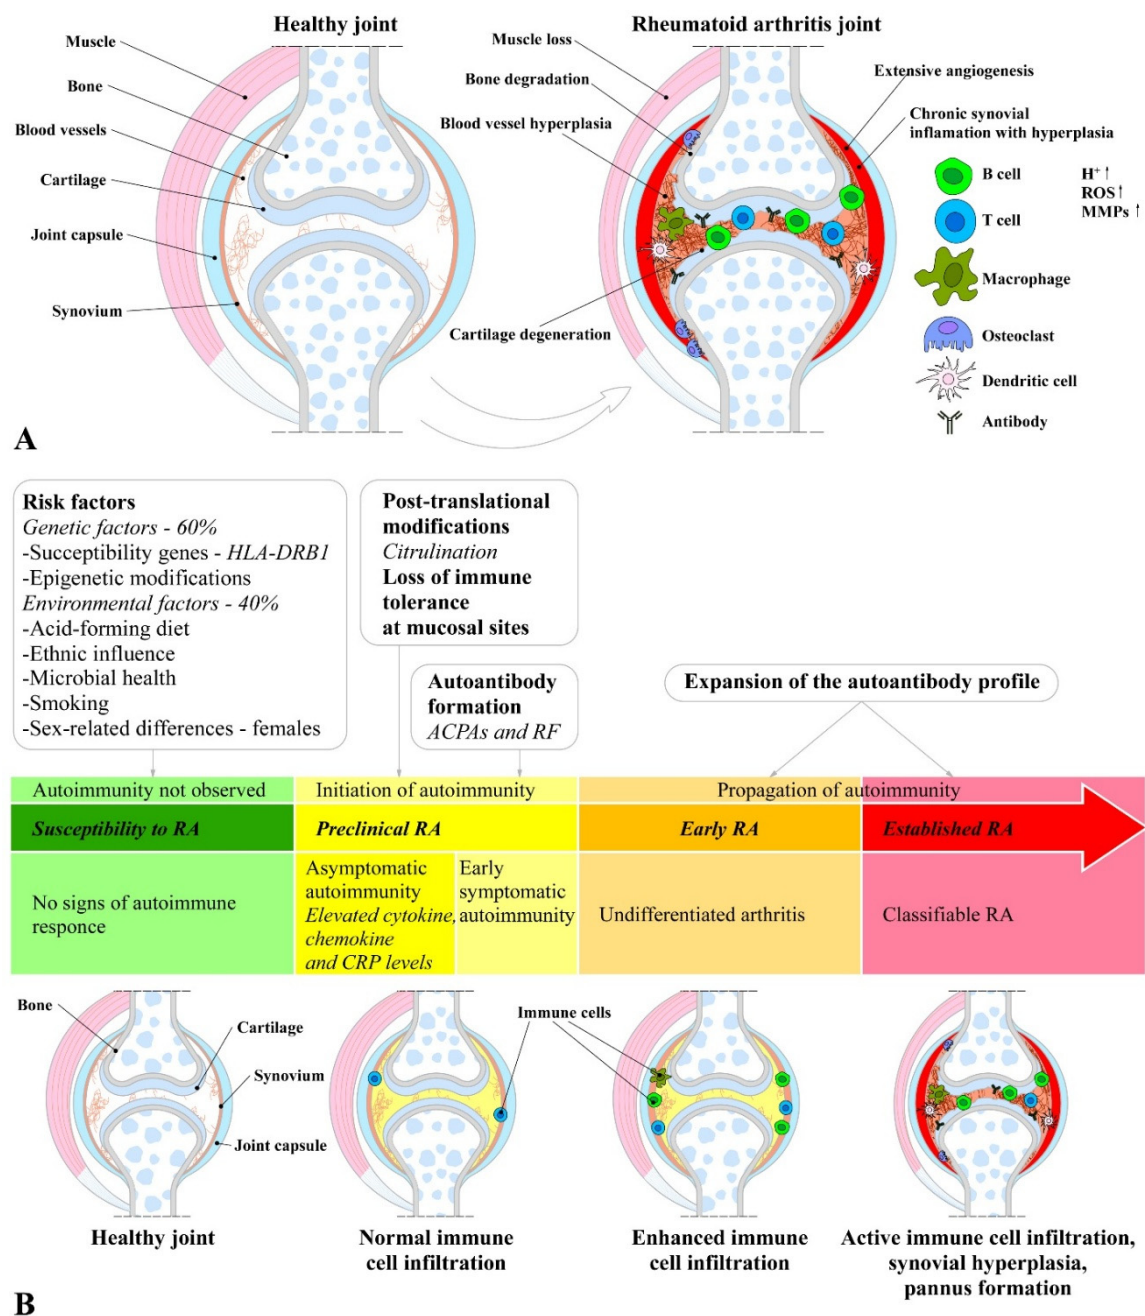 Healthy joint
Muscle
Bone
Blood vessels
Cartilage
Joint capsule
Synovium
Rheumatoid arthritis joint
Muscle loss
Bone degradation
Blood vessel hyperplasia
Cartilage degeneration
Extensive angiogenesis
Chronic synovial
inflamation with hyperplasia
B cell
T cell
Macrophage
Osteoclast
Dendritic cell
Antibody
H⁺ ↑
ROS ↑
MMPs ↑
A
Risk factors
Genetic factors - 60%
-Succeptibility genes - HLA-DRB1
-Epigenetic modifications
Environmental factors - 40%
-Acid-forming diet
-Ethnic influence
-Microbial health
-Smoking
-Sex-related differences - females
Post-translational
modifications
Citrulination
Loss of immune
tolerance
at mucosal sites
Autoantibody
formation
ACPAs and RF
Expansion of the autoantibody profile
Autoimmunity not observed
Initiation of autoimmunity
Propagation of autoimmunity
Susceptibility to RA
Preclinical RA
Early RA
Established RA
No signs of autoimmune
responce
Asymptomatic
autoimmunity
Elevated cytokine,
chemokine
and CRP levels
Early
symptomatic
autoimmunity
Undifferentiated arthritis
Classifiable RA
Bone
Cartilage
Synovium
Joint capsule
Immune cells
Healthy joint
Normal immune
cell infiltration
Enhanced immune
cell infiltration
Active immune cell infiltration,
synovial hyperplasia,
pannus formation
B